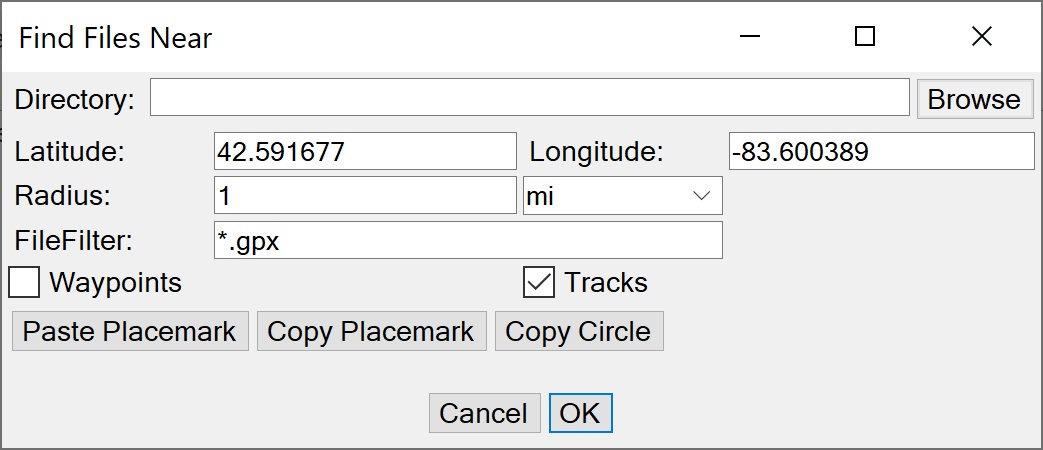 Find Files Near
Directory: Browse
Latitude: 42.591677 Longitude: -83.600389
Radius: 1 mi
FileFilter: *.gpx
Waypoints Tracks
Paste Placemark Copy Placemark Copy Circle
Cancel OK